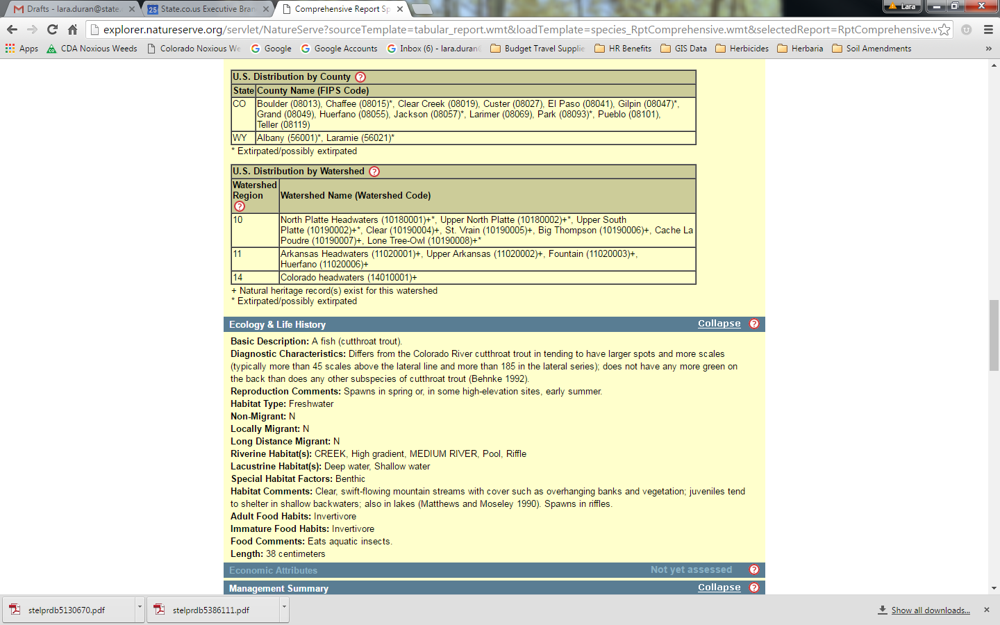 Drafts - lara.duran@state.
State.co.us Executive Bran
Comprehensive Report Sp
Lara
explorer.natureserve.org/servlet/NatureServe?sourceTemplate=tabular_report.wmt&loadTemplate=species_RptComprehensive.wmt&selectedReport=RptComprehensive.v
Apps
CDA Noxious Weeds
Colorado Noxious We
Google
Google Accounts
Inbox (6) - lara.duran
Budget Travel Supplie
HR Benefits
GIS Data
Herbicides
Herbaria
Soil Amendments
»
U.S. Distribution by County ?
State County Name (FIPS Code)
CO Boulder (08013), Chaffee (08015)*, Clear Creek (08019), Custer (08027), El Paso (08041), Gilpin (08047)*,
Grand (08049), Huerfano (08055), Jackson (08057)*, Larimer (08069), Park (08093)*, Pueblo (08101),
Teller (08119)
WY Albany (56001)*, Laramie (56021)*
* Extirpated/possibly extirpated
U.S. Distribution by Watershed ?
Watershed
Region
?
Watershed Name (Watershed Code)
10 North Platte Headwaters (10180001)+*, Upper North Platte (10180002)+*, Upper South
Platte (10190002)+*, Clear (10190004)+, St. Vrain (10190005)+, Big Thompson (10190006)+, Cache La
Poudre (10190007)+, Lone Tree-Owl (10190008)+*
11 Arkansas Headwaters (11020001)+, Upper Arkansas (11020002)+, Fountain (11020003)+,
Huerfano (11020006)+
14 Colorado headwaters (14010001)+
+ Natural heritage record(s) exist for this watershed
* Extirpated/possibly extirpated
Ecology & Life History Collapse ?
Basic Description: A fish (cutthroat trout).
Diagnostic Characteristics: Differs from the Colorado River cutthroat trout in tending to have larger spots and more scales
(typically more than 45 scales above the lateral line and more than 185 in the lateral series); does not have any more green on
the back than does any other subspecies of cutthroat trout (Behnke 1992).
Reproduction Comments: Spawns in spring or, in some high-elevation sites, early summer.
Habitat Type: Freshwater
Non-Migrant: N
Locally Migrant: N
Long Distance Migrant: N
Riverine Habitat(s): CREEK, High gradient, MEDIUM RIVER, Pool, Riffle
Lacustrine Habitat(s): Deep water, Shallow water
Special Habitat Factors: Benthic
Habitat Comments: Clear, swift-flowing mountain streams with cover such as overhanging banks and vegetation; juveniles tend
to shelter in shallow backwaters; also in lakes (Matthews and Moseley 1990). Spawns in riffles.
Adult Food Habits: Invertivore
Immature Food Habits: Invertivore
Food Comments: Eats aquatic insects.
Length: 38 centimeters
Economic Attributes Not yet assessed ?
Management Summary Collapse ?
stelprdb5130670.pdf
stelprdb5386111.pdf
Show all downloads...